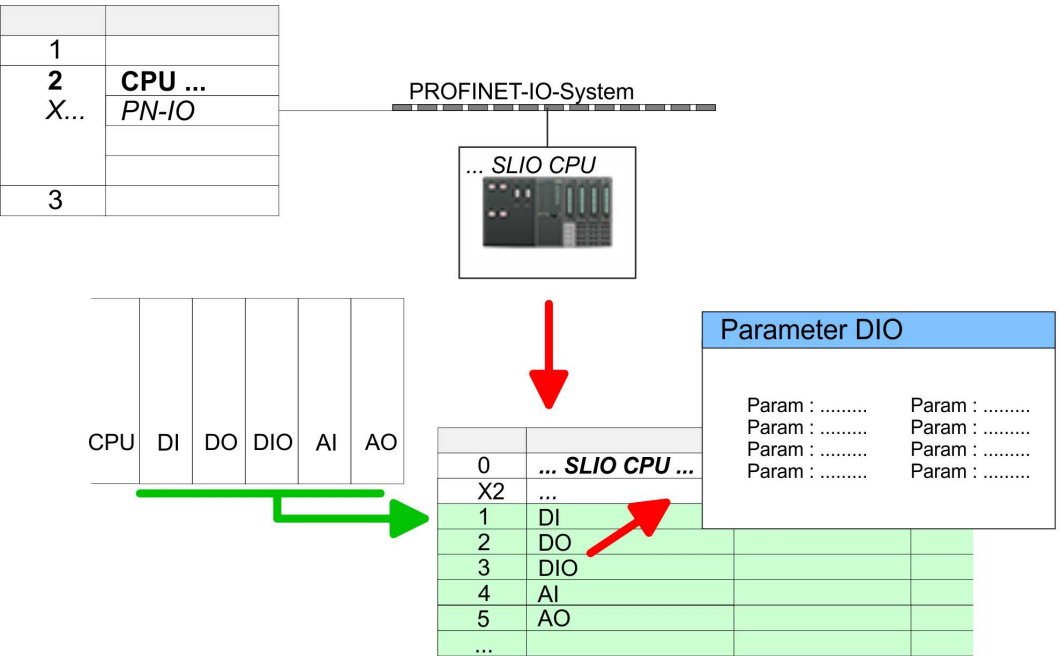 1
2 CPU ...
X... PN-IO
3
PROFINET-IO-System
... SLIO CPU
CPU DI DO DIO AI AO
Parameter DIO
Param : ......... Param : .........
Param : ......... Param : .........
Param : ......... Param : .........
Param : ......... Param : .........
0 ... SLIO CPU ...
X2 ...
1 DI
2 DO
3 DIO
4 AI
5 AO
...